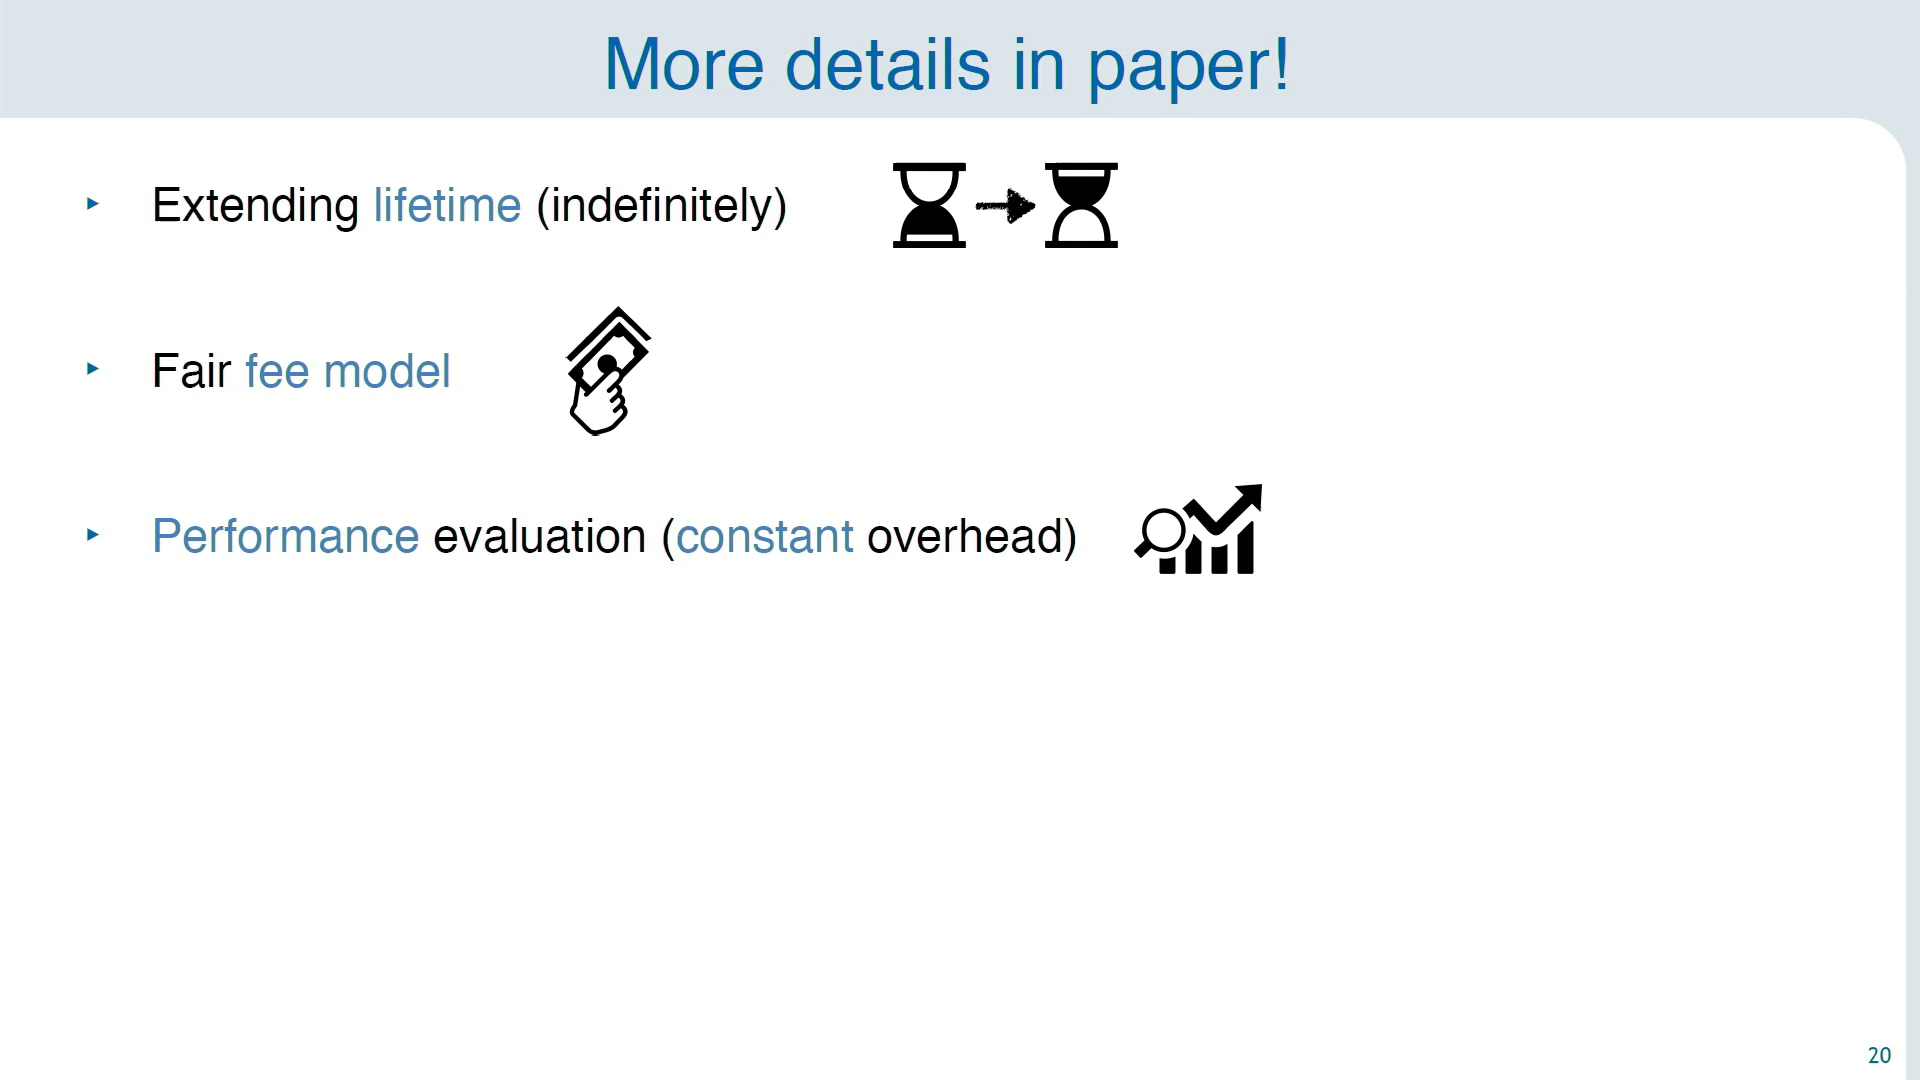 More details in paper!
‣ Extending lifetime (indefinitely)
‣ Fair fee model
‣ Performance evaluation (constant overhead)
20